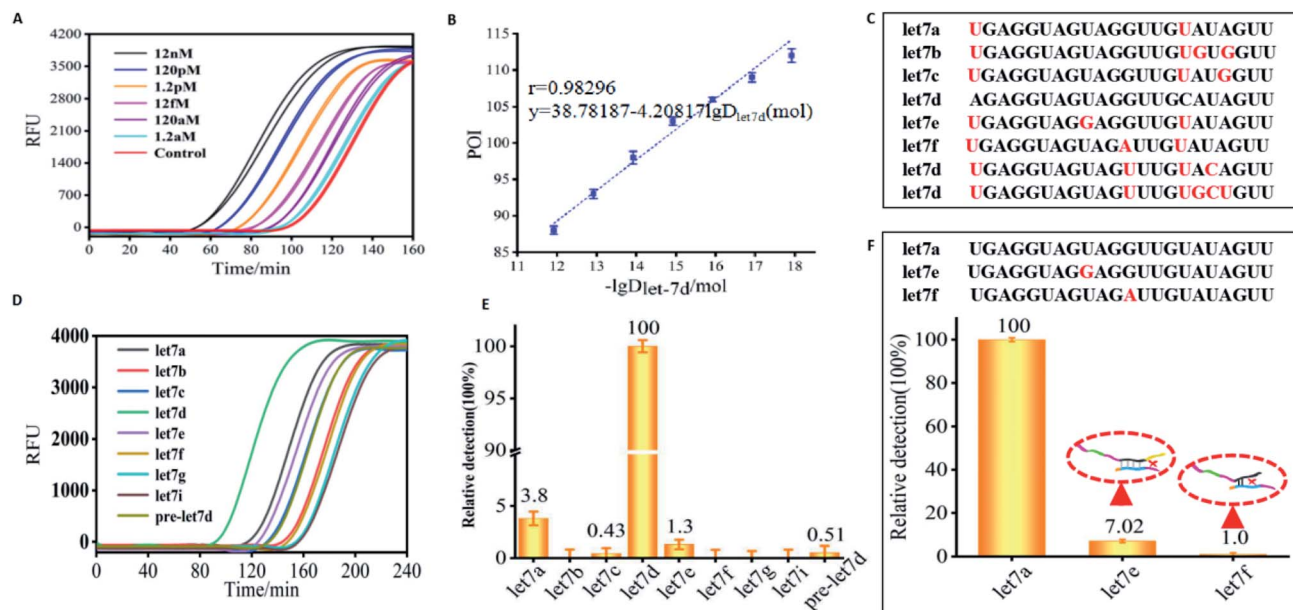 A
4200
3500
2800
2100
1400
700
0
RFU
12nM
120pM
1.2pM
12fM
120aM
1.2aM
Control
0 20 40 60 80 100 120 140 160
Time/min
B
115
110
105
100
95
90
85
POI
r=0.98296
y=38.78187-4.20817lgDlet7d(mol)
11 12 13 14 15 16 17 18
-lgDlet-7d/mol
C
let7a UGAGGUAGUAGGUUGUAUAGUU
let7b UGAGGUAGUAGGUUGUGUGGUU
let7c UGAGGUAGUAGGUUGUAUGGUU
let7d AGAGGUAGUAGGUUGCAUAGUU
let7e UGAGGUAGGAGGUUGUAUAGUU
let7f UGAGGUAGUAGAUUGUAUAGUU
let7d UGAGGUAGUAGUUUGUACAGUU
let7d UGAGGUAGUAGUUUGUGCUGUU
D
4000
3000
2000
1000
0
RFU
let7a
let7b
let7c
let7d
let7e
let7f
let7g
let7i
pre-let7d
0 40 80 120 160 200 240
Time/min
E
Relative detection(100%)
100
95
90
5
0
3.8
0.43
100
1.3
0.51
let7a let7b let7c let7d let7e let7f let7g let7i pre-let7d
F
let7a UGAGGUAGUAGGUUGUAUAGUU
let7e UGAGGUAGGAGGUUGUAUAGUU
let7f UGAGGUAGUAGAUUGUAUAGUU
Relative detection(100%)
100
80
60
40
20
0
100
7.02
1.0
let7a let7e let7f